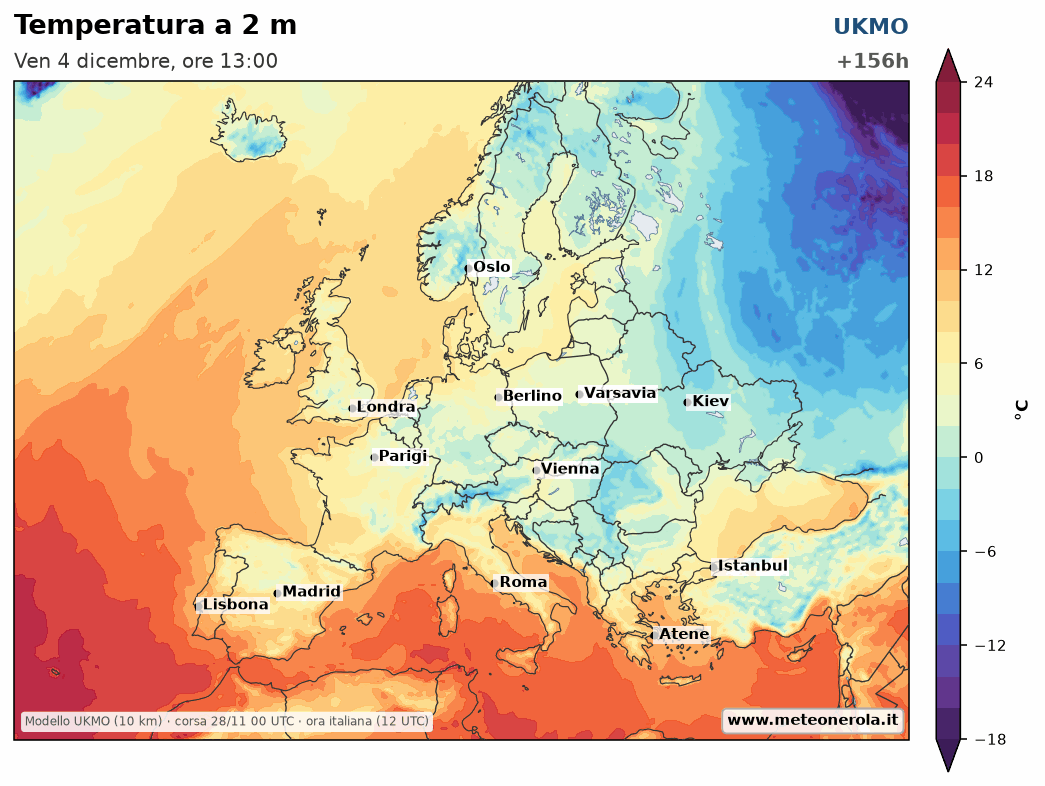 Temperatura a 2 m
UKMO
Ven 4 dicembre, ore 13:00
+156h
24
18
12
6
0
−6
−12
−18
°C
Oslo
Berlino
Varsavia
Kiev
Londra
Parigi
Vienna
Istanbul
Roma
Madrid
Lisbona
Atene
Modello UKMO (10 km) · corsa 28/11 00 UTC · ora italiana (12 UTC)
www.meteonerola.it